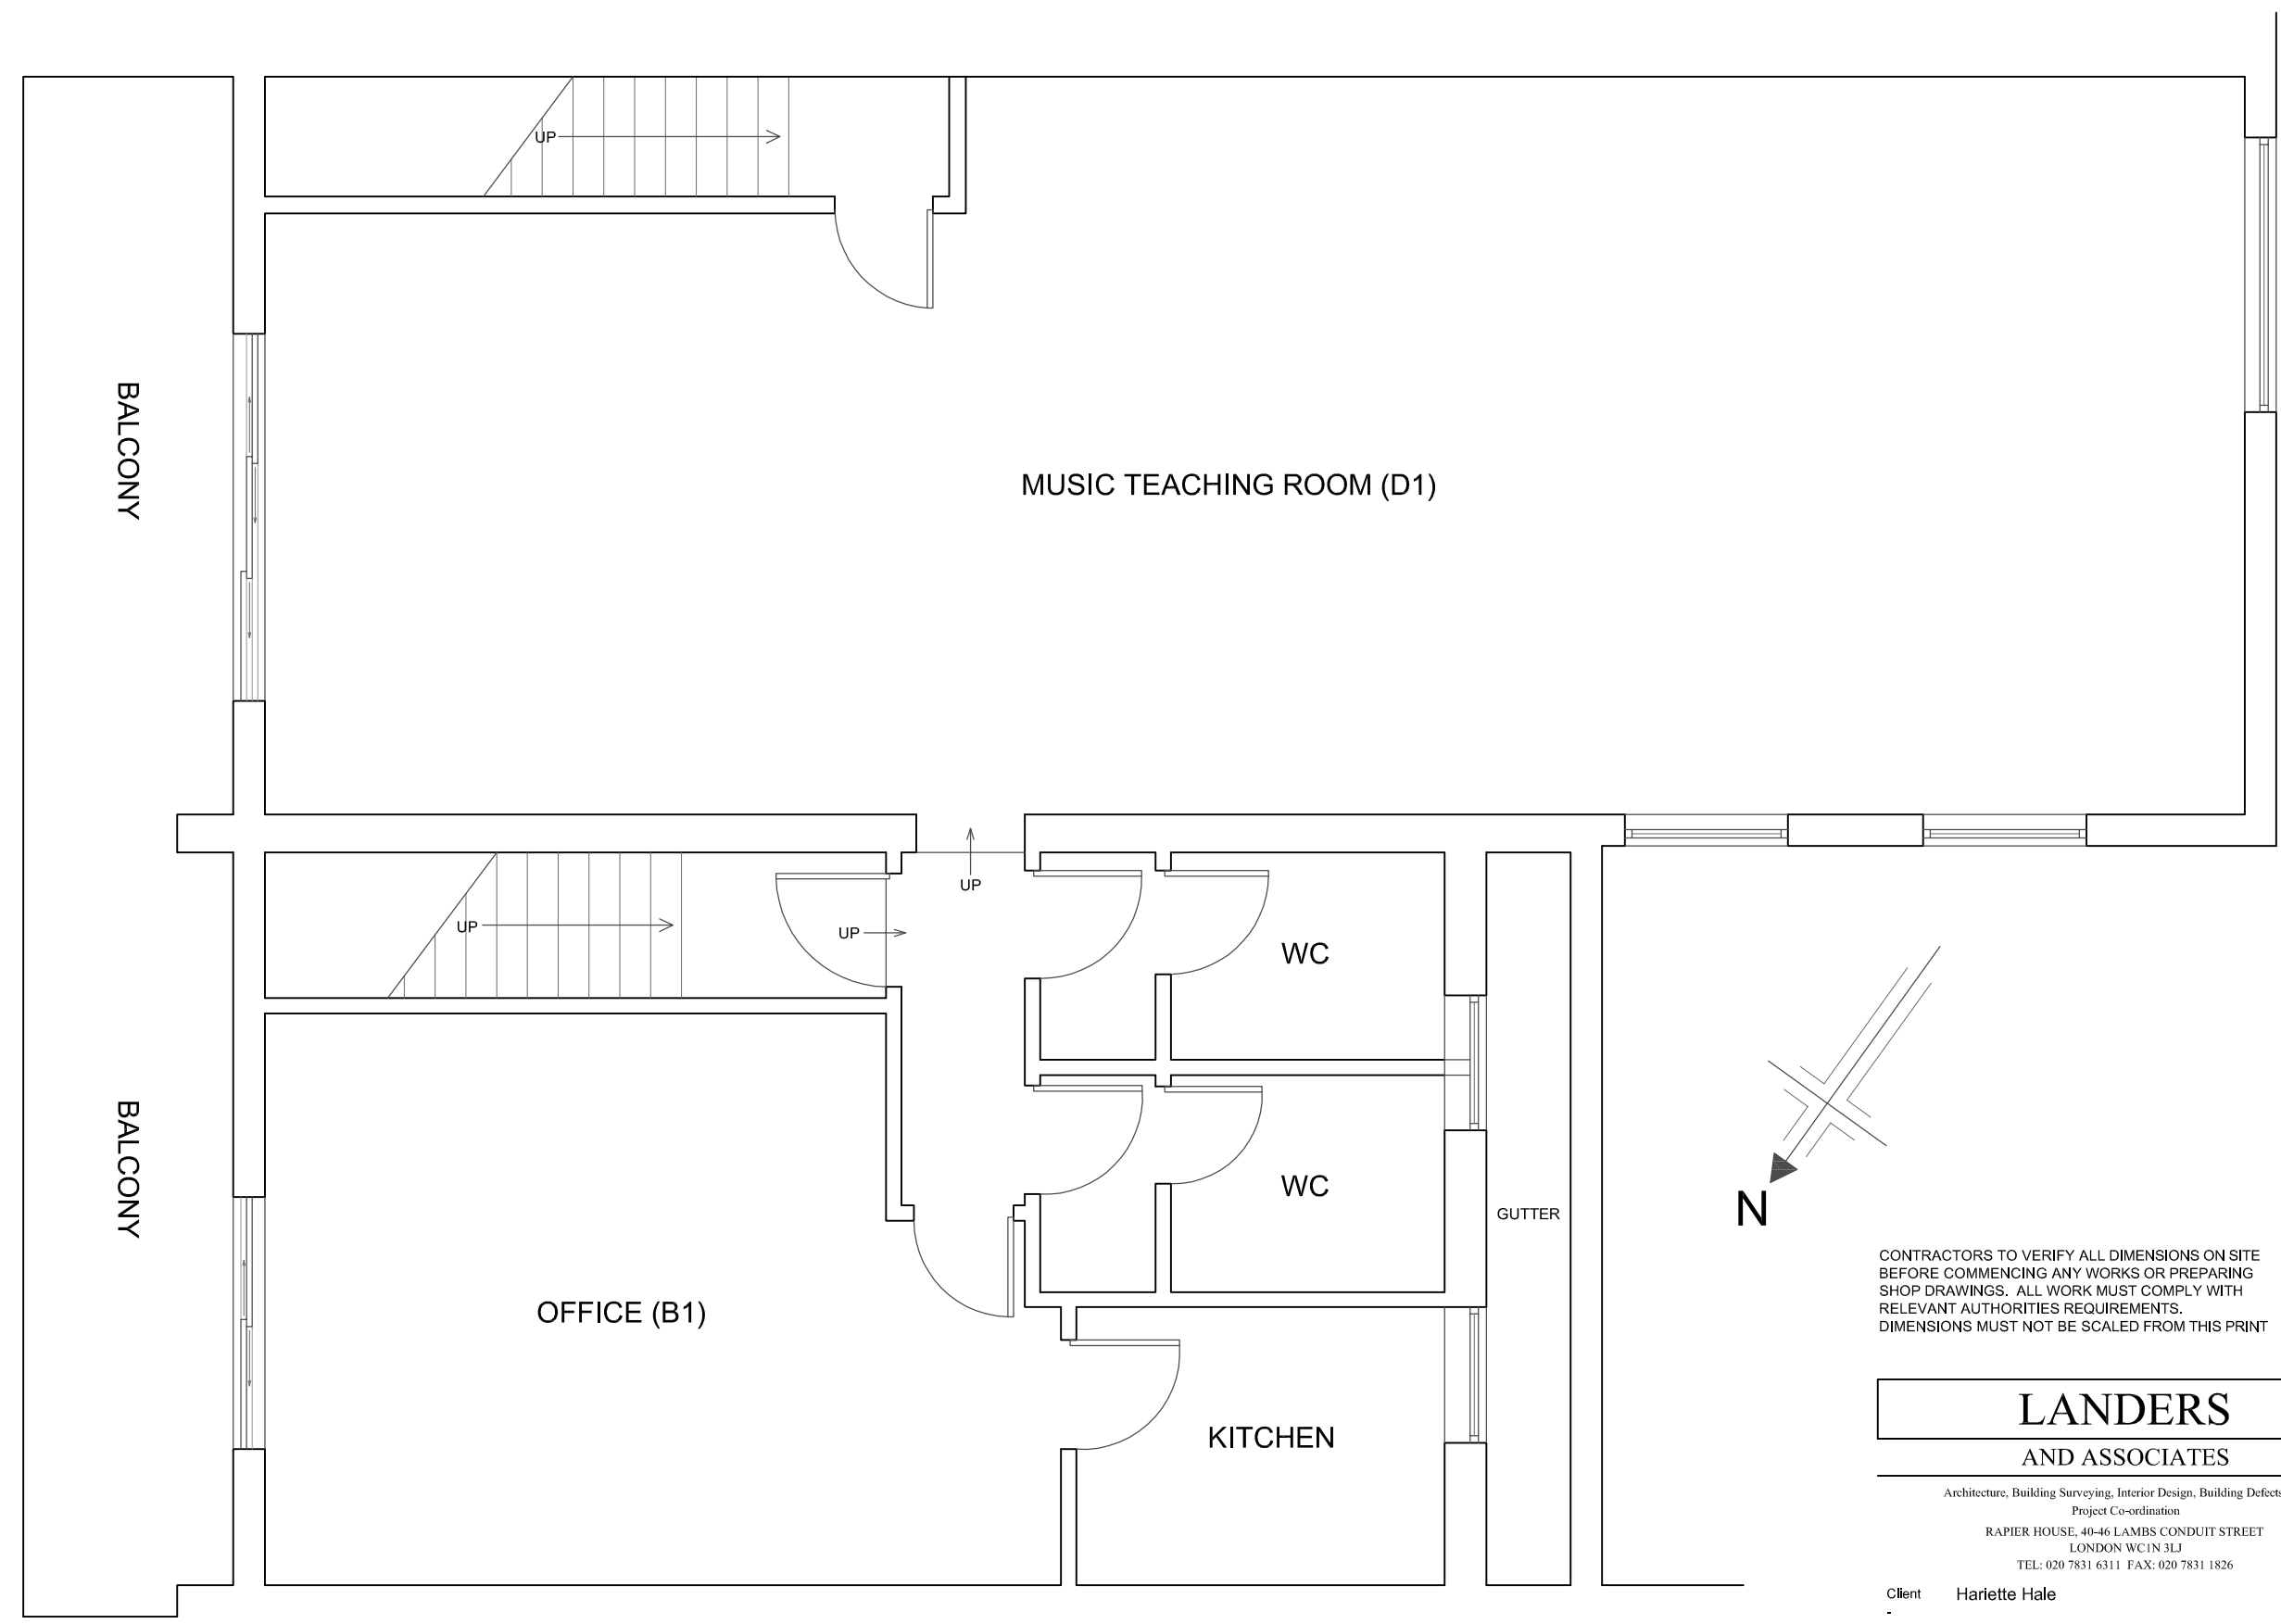 UP
BALCONY
MUSIC TEACHING ROOM (D1)
UP
UP
UP
WC
BALCONY
WC
GUTTER
N
OFFICE (B1)
KITCHEN
CONTRACTORS TO VERIFY ALL DIMENSIONS ON SITE
BEFORE COMMENCING ANY WORKS OR PREPARING
SHOP DRAWINGS. ALL WORK MUST COMPLY WITH
RELEVANT AUTHORITIES REQUIREMENTS.
DIMENSIONS MUST NOT BE SCALED FROM THIS PRINT
LANDERS
AND ASSOCIATES
Architecture, Building Surveying, Interior Design, Building Defects
Project Co-ordination
RAPIER HOUSE, 40-46 LAMBS CONDUIT STREET
LONDON WC1N 3LJ
TEL: 020 7831 6311 FAX: 020 7831 1826
Client Hariette Hale